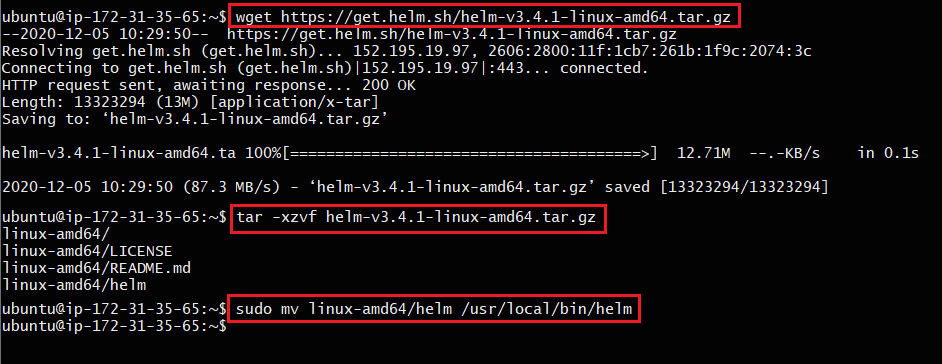 ubuntu@ip-172-31-35-65:~$ wget https://get.helm.sh/helm-v3.4.1-linux-amd64.tar.gz
--2020-12-05 10:29:50--  https://get.helm.sh/helm-v3.4.1-linux-amd64.tar.gz
Resolving get.helm.sh (get.helm.sh)... 152.195.19.97, 2606:2800:11f:1cb7:261b:1f9c:2074:3c
Connecting to get.helm.sh (get.helm.sh)|152.195.19.97|:443... connected.
HTTP request sent, awaiting response... 200 OK
Length: 13323294 (13M) [application/x-tar]
Saving to: ‘helm-v3.4.1-linux-amd64.tar.gz’
helm-v3.4.1-linux-amd64.ta 100%[=======================================>]  12.71M  --.-KB/s    in 0.1s
2020-12-05 10:29:50 (87.3 MB/s) - ‘helm-v3.4.1-linux-amd64.tar.gz’ saved [13323294/13323294]
ubuntu@ip-172-31-35-65:~$ tar -xzvf helm-v3.4.1-linux-amd64.tar.gz
linux-amd64/
linux-amd64/LICENSE
linux-amd64/README.md
linux-amd64/helm
ubuntu@ip-172-31-35-65:~$ sudo mv linux-amd64/helm /usr/local/bin/helm
ubuntu@ip-172-31-35-65:~$